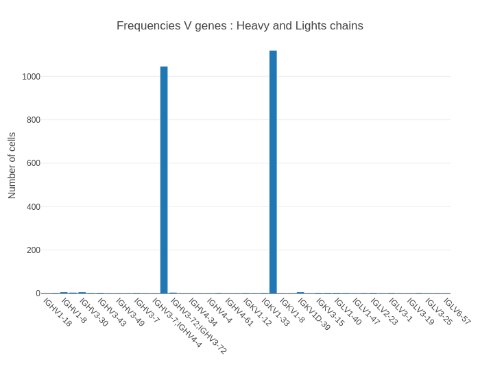 Frequencies V genes : Heavy and Lights chains
Number of cells
1000
800
600
400
200
0
IGHV1-18
IGHV1-8
IGHV3-30
IGHV3-43
IGHV3-49
IGHV3-7
IGHV3-7,IGHV4-4
IGHV3-72,IGHV3-72
IGHV4-34
IGHV4-4
IGHV4-61
IGKV1-12
IGKV1-33
IGKV1-8
IGKV1D-39
IGKV3-15
IGLV1-40
IGLV1-47
IGLV2-23
IGLV3-1
IGLV3-19
IGLV3-25
IGLV6-57